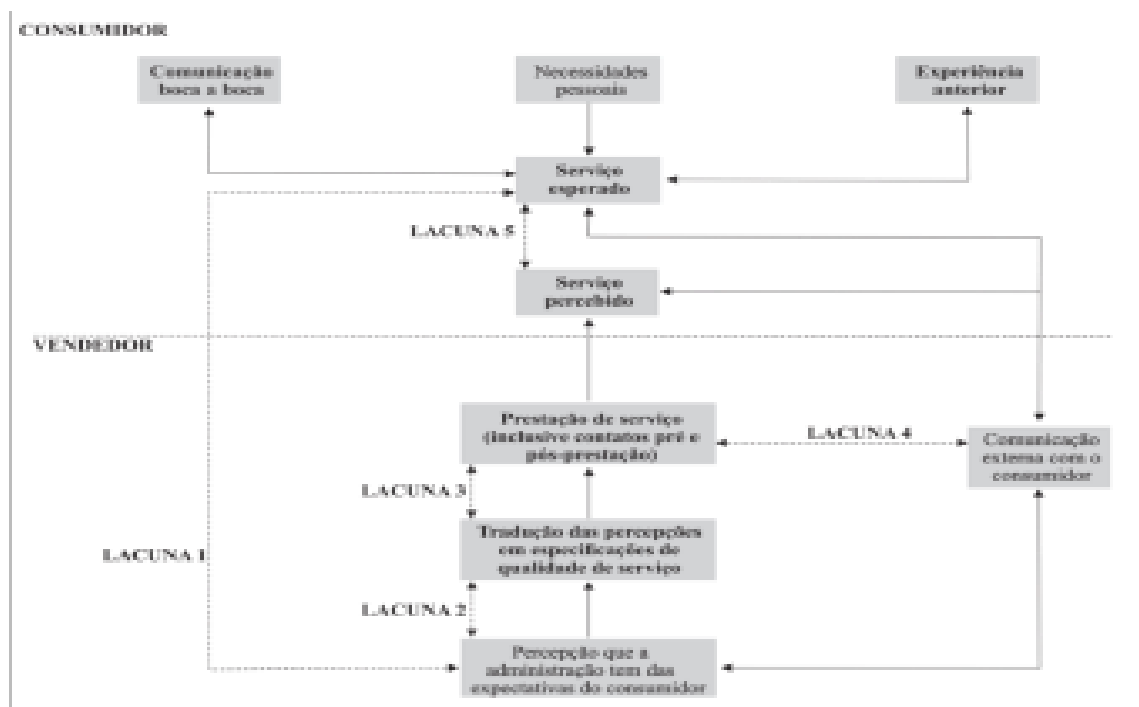 CONSUMIDOR
Comunicação
boca a boca
Necessidades
pessoais
Experiência
anterior
Serviço
esperado
LACUNA 5
Serviço
percebido
VENDEDOR
Prestação de serviço
(inclusive contatos pré e
pós-prestação)
LACUNA 4
Comunicação
externa com o
consumidor
LACUNA 3
Tradução das percepções
em especificações de
qualidade de serviço
LACUNA 1
LACUNA 2
Percepção que a
administração tem das
expectativas do consumidor